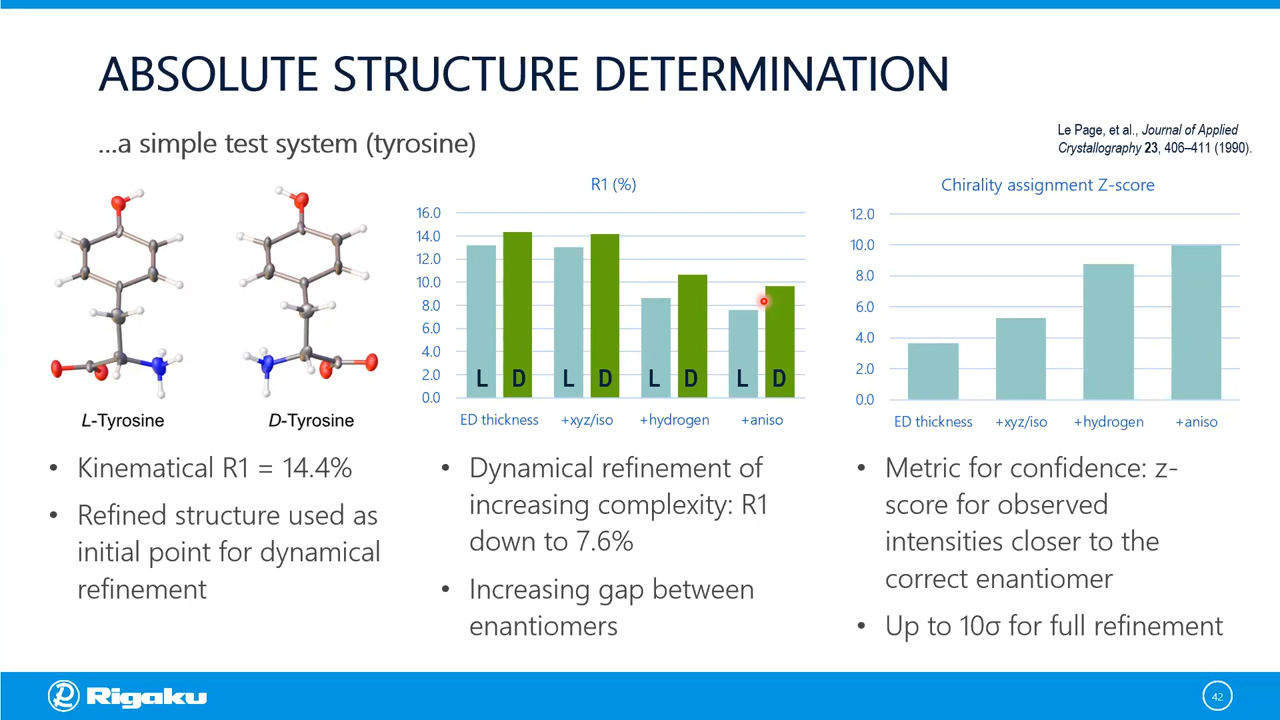 ABSOLUTE STRUCTURE DETERMINATION
...a simple test system (tyrosine)
Le Page, et al., Journal of Applied
Crystallography 23, 406–411 (1990).
L-Tyrosine
D-Tyrosine
R1 (%)
16.0
14.0
12.0
10.0
8.0
6.0
4.0
2.0
0.0
L D L D L D L D
ED thickness +xyz/iso +hydrogen +aniso
Chirality assignment Z-score
12.0
10.0
8.0
6.0
4.0
2.0
0.0
ED thickness +xyz/iso +hydrogen +aniso
• Kinematical R1 = 14.4%
• Refined structure used as
initial point for dynamical
refinement
• Dynamical refinement of
increasing complexity: R1
down to 7.6%
• Increasing gap between
enantiomers
• Metric for confidence: z-
score for observed
intensities closer to the
correct enantiomer
• Up to 10σ for full refinement
Rigaku
42